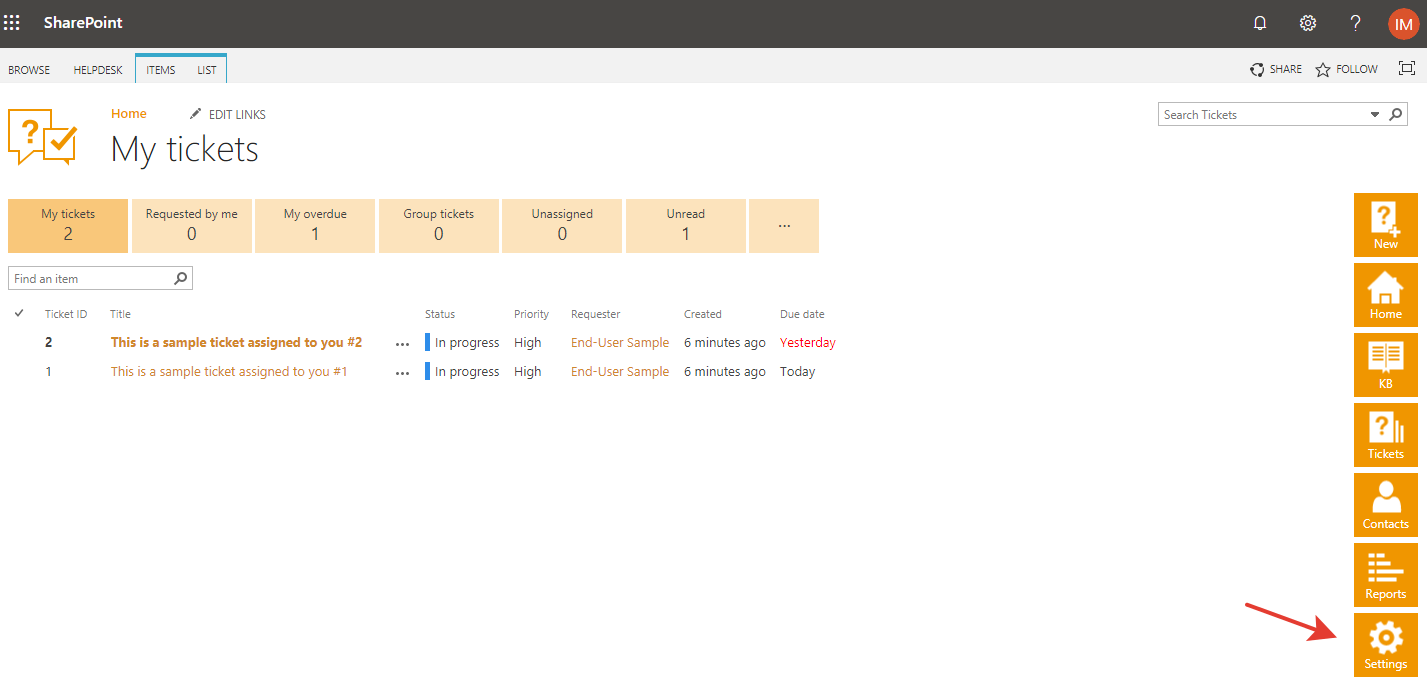 SharePoint
IM
BROWSE HELPDESK ITEMS LIST SHARE FOLLOW
Home EDIT LINKS
My tickets
Search Tickets
My tickets Requested by me My overdue Group tickets Unassigned Unread ...
2 0 1 0 0 1
Find an item
Ticket ID Title Status Priority Requester Created Due date
2 This is a sample ticket assigned to you #2 ... In progress High End-User Sample 6 minutes ago Yesterday
1 This is a sample ticket assigned to you #1 ... In progress High End-User Sample 6 minutes ago Today
New
Home
KB
Tickets
Contacts
Reports
Settings